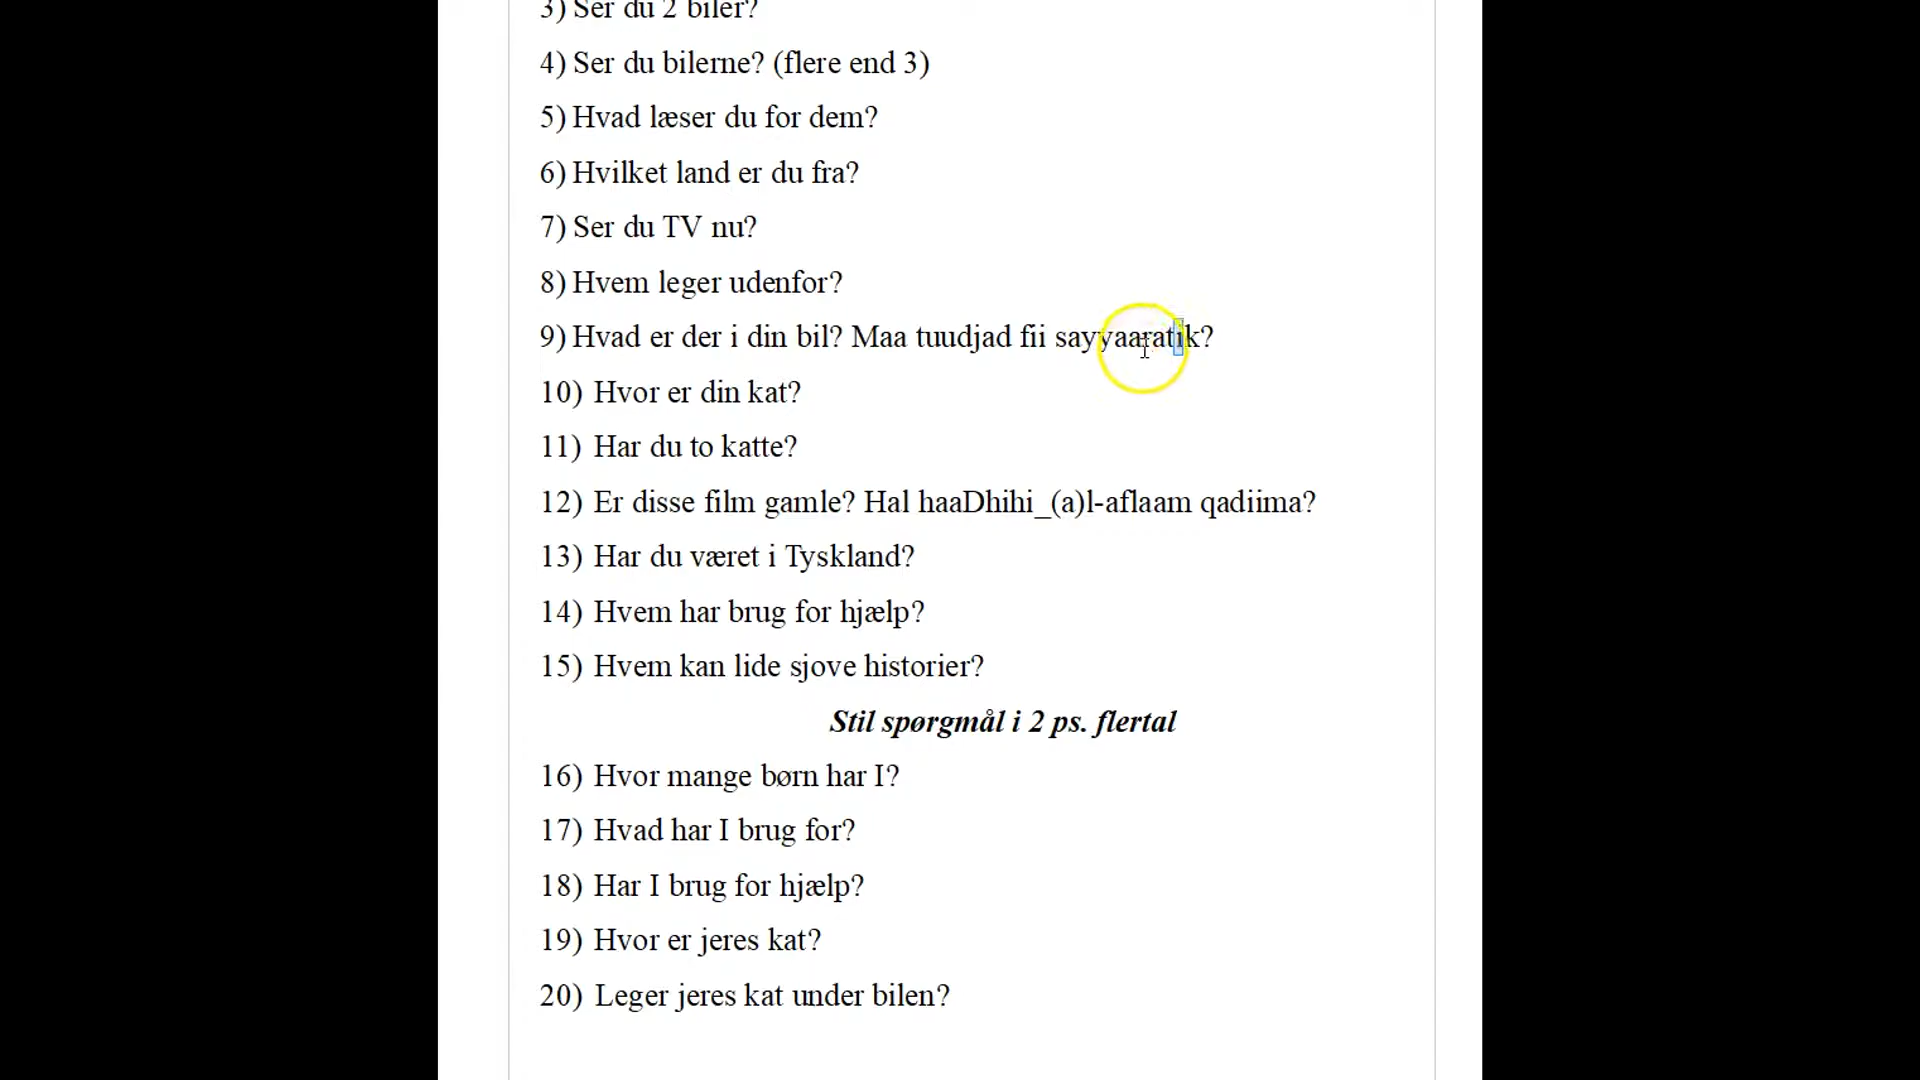 3) Ser du 2 biler?
4) Ser du bilerne? (flere end 3)
5) Hvad læser du for dem?
6) Hvilket land er du fra?
7) Ser du TV nu?
8) Hvem leger udenfor?
9) Hvad er der i din bil? Maa tuudjad fii sayyaaratik?
10) Hvor er din kat?
11) Har du to katte?
12) Er disse film gamle? Hal haaDhihi_(a)l-aflaam qadiima?
13) Har du været i Tyskland?
14) Hvem har brug for hjælp?
15) Hvem kan lide sjove historier?
Stil spørgmål i 2 ps. flertal
16) Hvor mange børn har I?
17) Hvad har I brug for?
18) Har I brug for hjælp?
19) Hvor er jeres kat?
20) Leger jeres kat under bilen?